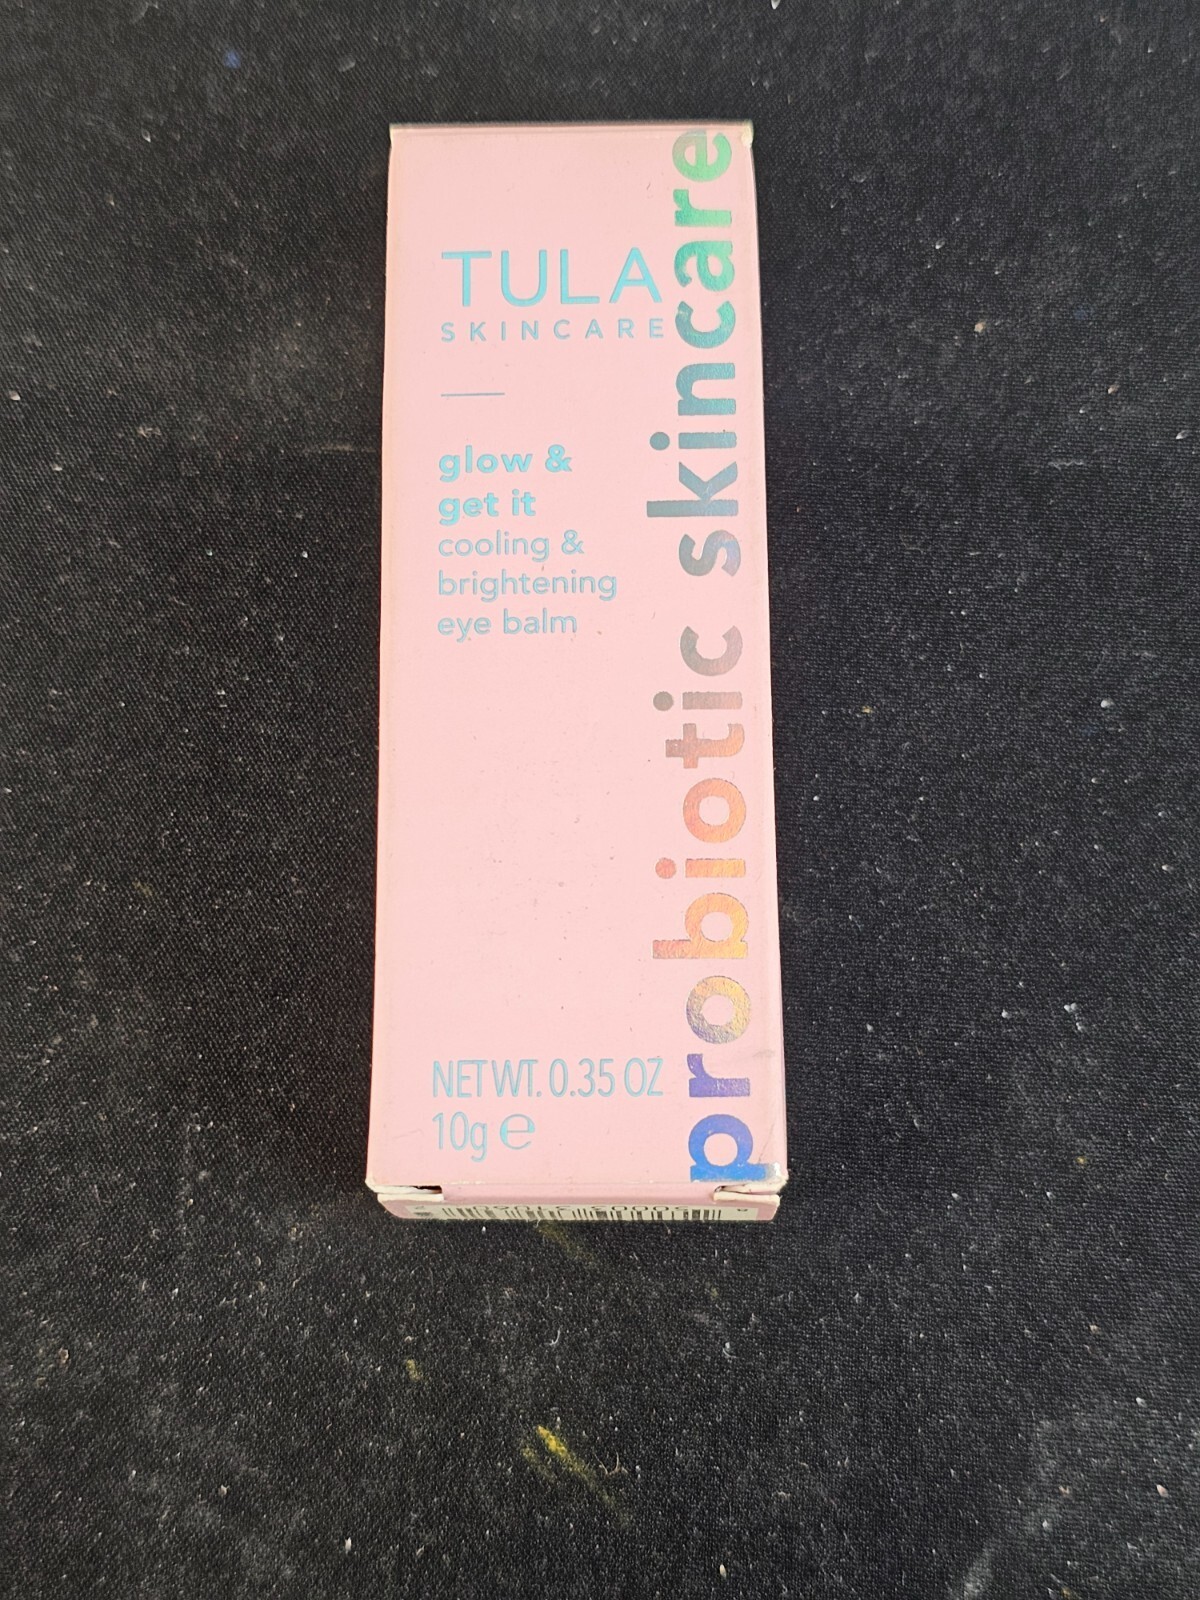 TULA
SKINCARE
glow &
get it
cooling &
brightening
eye balm
NET WT. 0.35 OZ
10g ℮
probiotic skincare